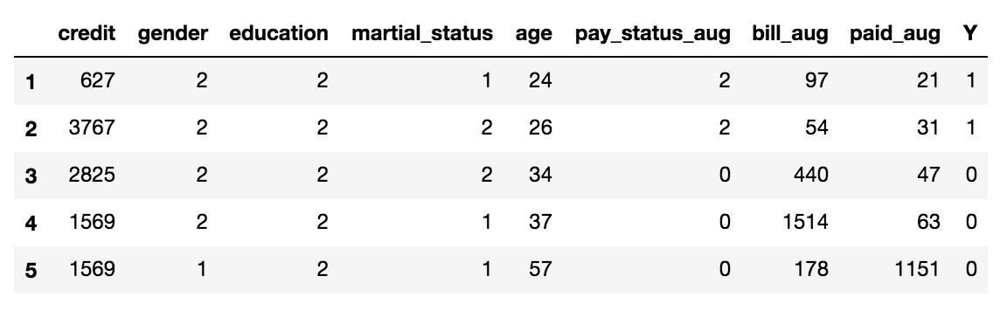 credit gender education martial_status age pay_status_aug bill_aug paid_aug Y
1 627 2 2 1 24 2 97 21 1
2 3767 2 2 2 26 2 54 31 1
3 2825 2 2 2 34 0 440 47 0
4 1569 2 2 1 37 0 1514 63 0
5 1569 1 2 1 57 0 178 1151 0